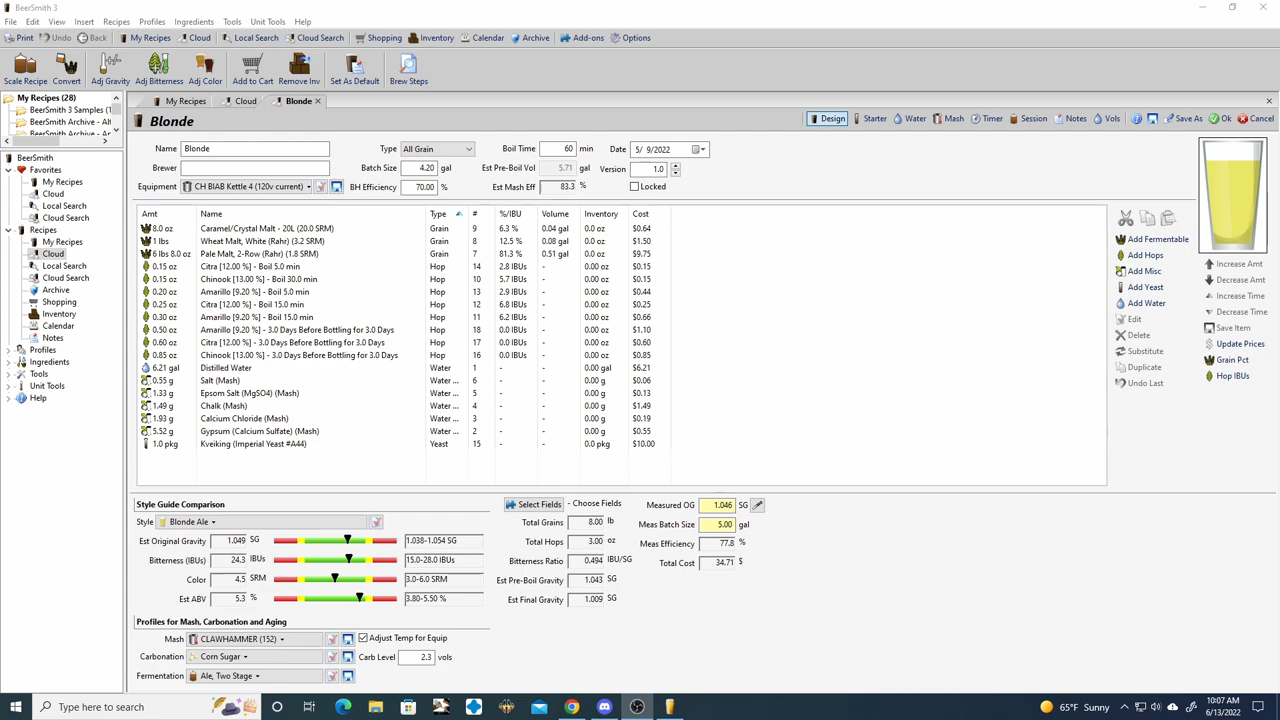 BeerSmith 3
File Edit View Insert Recipes Profiles Ingredients Tools Unit Tools Help
Print Undo Back My Recipes Cloud Local Search Cloud Search Shopping Inventory Calendar Archive Add-ons Options
Scale Recipe Convert Adj Gravity Adj Bitterness Adj Color Add to Cart Remove Inv Set As Default Brew Steps
My Recipes (28)
BeerSmith 3 Samples (1
BeerSmith Archive - Alt
BeerSmith
Favorites
My Recipes
Cloud
Local Search
Cloud Search
Recipes
My Recipes
Cloud
Local Search
Cloud Search
Archive
Shopping
Inventory
Calendar
Notes
Profiles
Ingredients
Tools
Unit Tools
Help
My Recipes Cloud Blonde
Blonde
Design Starter Water Mash Timer Session Notes Vols Save As Ok Cancel
Name Blonde Type All Grain Boil Time 60 min Date 5/ 9/2022
Brewer Batch Size 4.20 gal Est Pre-Boil Vol 5.71 gal Version 1.0
Equipment CH BIAB Kettle 4 (120v current) BH Efficiency 70.00 % Est Mash Eff 83.3 % Locked
Amt Name Type # %/IBU Volume Inventory Cost
8.0 oz Caramel/Crystal Malt - 20L (20.0 SRM) Grain 9 6.3 % 0.04 gal 0.0 oz $0.64
1 lbs Wheat Malt, White (Rahr) (3.2 SRM) Grain 8 12.5 % 0.08 gal 0.0 oz $1.50
6 lbs 8.0 oz Pale Malt, 2-Row (Rahr) (1.8 SRM) Grain 7 81.3 % 0.51 gal 0.0 oz $9.75
0.15 oz Citra [12.00 %] - Boil 5.0 min Hop 14 2.8 IBUs - 0.00 oz $0.15
0.15 oz Chinook [13.00 %] - Boil 30.0 min Hop 10 5.7 IBUs - 0.00 oz $0.15
0.20 oz Amarillo [9.20 %] - Boil 5.0 min Hop 13 2.9 IBUs - 0.00 oz $0.44
0.25 oz Citra [12.00 %] - Boil 15.0 min Hop 12 6.8 IBUs - 0.00 oz $0.25
0.30 oz Amarillo [9.20 %] - Boil 15.0 min Hop 11 6.2 IBUs - 0.00 oz $0.66
0.50 oz Amarillo [9.20 %] - 3.0 Days Before Bottling for 3.0 Days Hop 18 0.0 IBUs - 0.00 oz $1.10
0.60 oz Citra [12.00 %] - 3.0 Days Before Bottling for 3.0 Days Hop 17 0.0 IBUs - 0.00 oz $0.60
0.85 oz Chinook [13.00 %] - 3.0 Days Before Bottling for 3.0 Days Hop 16 0.0 IBUs - 0.00 oz $0.85
6.21 gal Distilled Water Water 1 - - 0.00 gal $6.21
0.55 g Salt (Mash) Water ... 6 - - 0.00 g $0.06
1.33 g Epsom Salt (MgSO4) (Mash) Water ... 5 - - 0.00 g $0.13
1.49 g Chalk (Mash) Water ... 4 - - 0.00 g $1.49
1.93 g Calcium Chloride (Mash) Water ... 3 - - 0.00 g $0.19
5.52 g Gypsum (Calcium Sulfate) (Mash) Water ... 2 - - 0.00 g $0.55
1.0 pkg Kveiking (Imperial Yeast #A44) Yeast 15 - - 0.0 pkg $10.00
Add Fermentable
Add Hops
Add Misc
Add Yeast
Add Water
Edit
Delete
Substitute
Duplicate
Undo Last
Increase Amt
Decrease Amt
Increase Time
Decrease Time
Save Item
Update Prices
Grain Pct
Hop IBUs
Style Guide Comparison
Style Blonde Ale
Est Original Gravity 1.049 SG 1.038-1.054 SG
Bitterness (IBUs) 24.3 IBUs 15.0-28.0 IBUs
Color 4.5 SRM 3.0-6.0 SRM
Est ABV 5.3 % 3.80-5.50 %
Select Fields - Choose Fields
Total Grains 8.00 lb
Total Hops 3.00 oz
Bitterness Ratio 0.494 IBU/SG
Est Pre-Boil Gravity 1.043 SG
Est Final Gravity 1.009 SG
Measured OG 1.046 SG
Meas Batch Size 5.00 gal
Meas Efficiency 77.8 %
Total Cost 34.71 $
Profiles for Mash, Carbonation and Aging
Mash CLAWHAMMER (152) Adjust Temp for Equip
Carbonation Corn Sugar Carb Level 2.3 vols
Fermentation Ale, Two Stage
Type here to search 65°F Sunny 10:07 AM
6/13/2022